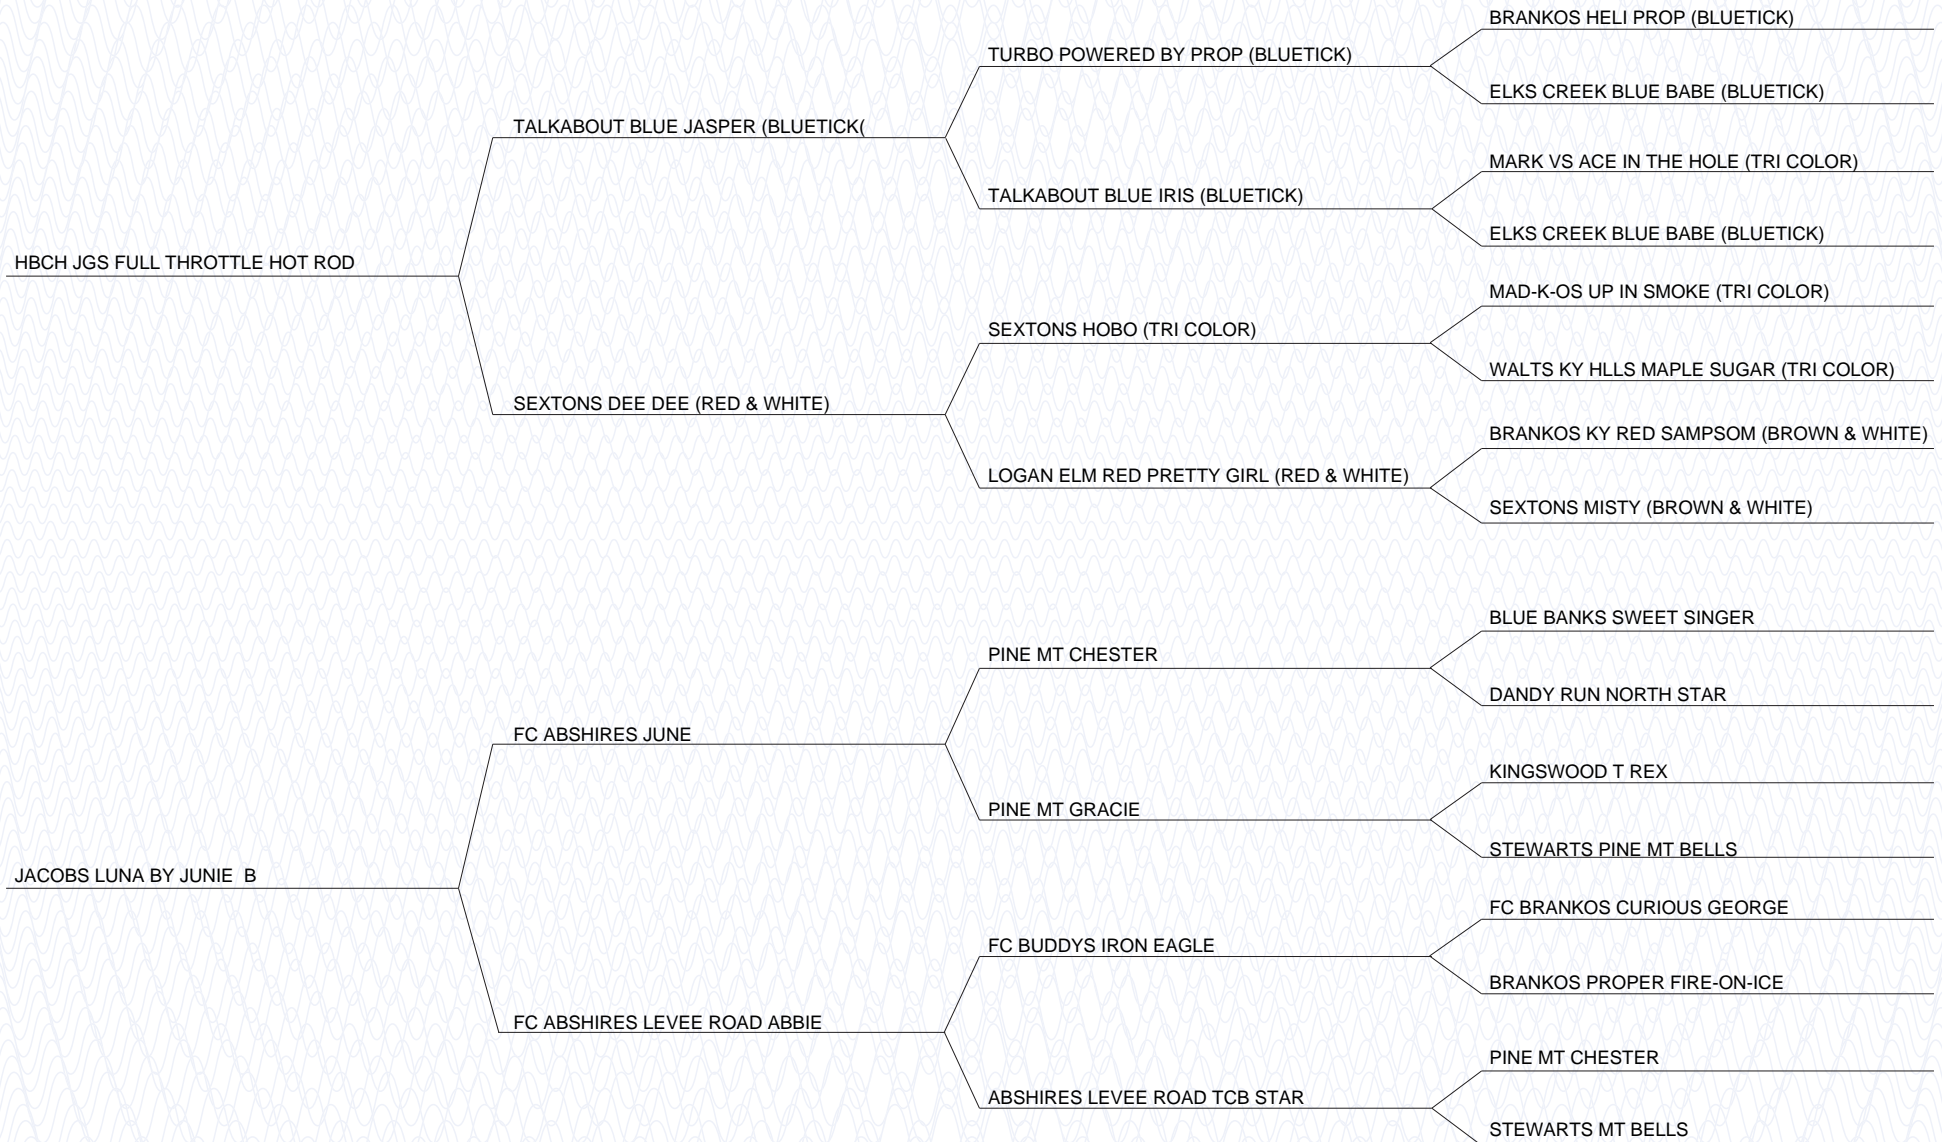 BRANKOS HELI PROP (BLUETICK)
TURBO POWERED BY PROP (BLUETICK)
ELKS CREEK BLUE BABE (BLUETICK)
TALKABOUT BLUE JASPER (BLUETICK(
MARK VS ACE IN THE HOLE (TRI COLOR)
TALKABOUT BLUE IRIS (BLUETICK)
ELKS CREEK BLUE BABE (BLUETICK)
HBCH JGS FULL THROTTLE HOT ROD
MAD-K-OS UP IN SMOKE (TRI COLOR)
SEXTONS HOBO (TRI COLOR)
WALTS KY HLLS MAPLE SUGAR (TRI COLOR)
SEXTONS DEE DEE (RED & WHITE)
BRANKOS KY RED SAMPSOM (BROWN & WHITE)
LOGAN ELM RED PRETTY GIRL (RED & WHITE)
SEXTONS MISTY (BROWN & WHITE)
BLUE BANKS SWEET SINGER
PINE MT CHESTER
DANDY RUN NORTH STAR
FC ABSHIRES JUNE
KINGSWOOD T REX
PINE MT GRACIE
STEWARTS PINE MT BELLS
JACOBS LUNA BY JUNIE  B
FC BRANKOS CURIOUS GEORGE
FC BUDDYS IRON EAGLE
BRANKOS PROPER FIRE-ON-ICE
FC ABSHIRES LEVEE ROAD ABBIE
PINE MT CHESTER
ABSHIRES LEVEE ROAD TCB STAR
STEWARTS MT BELLS